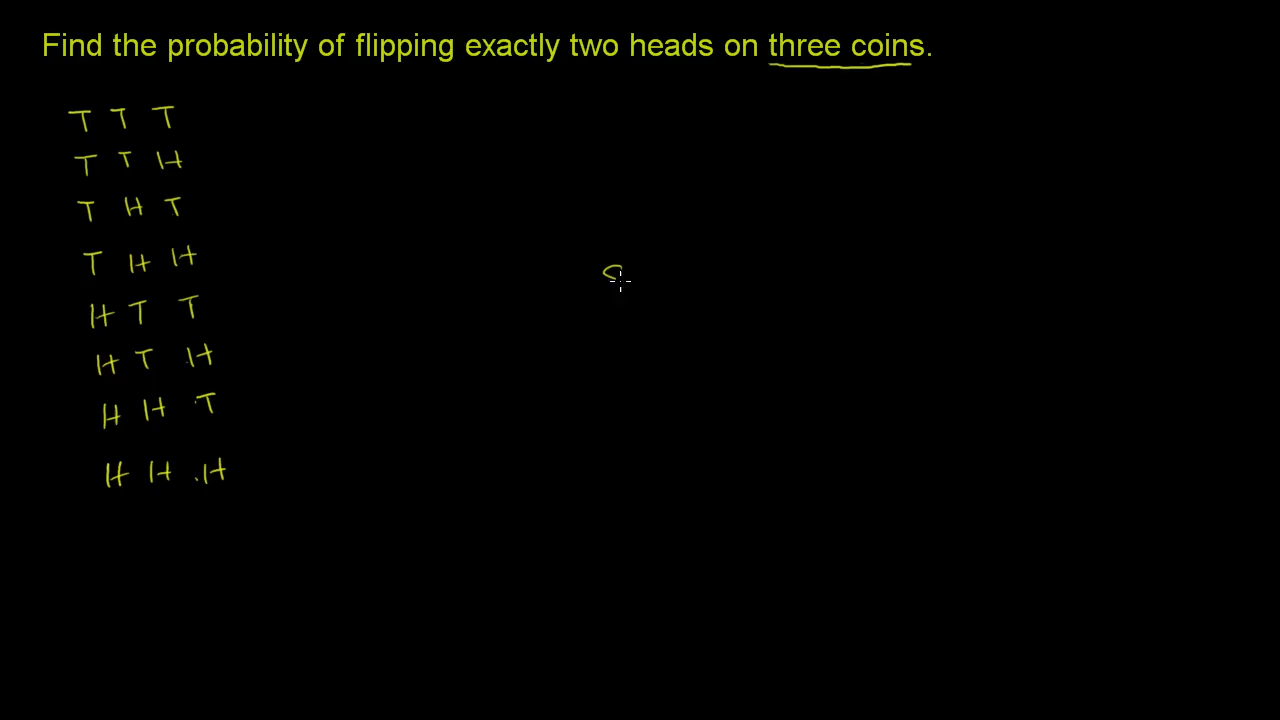 Find the probability of flipping exactly two heads on three coins.
T T T
T T H
T H T
T H H
H T T
H T H
H H T
H H H